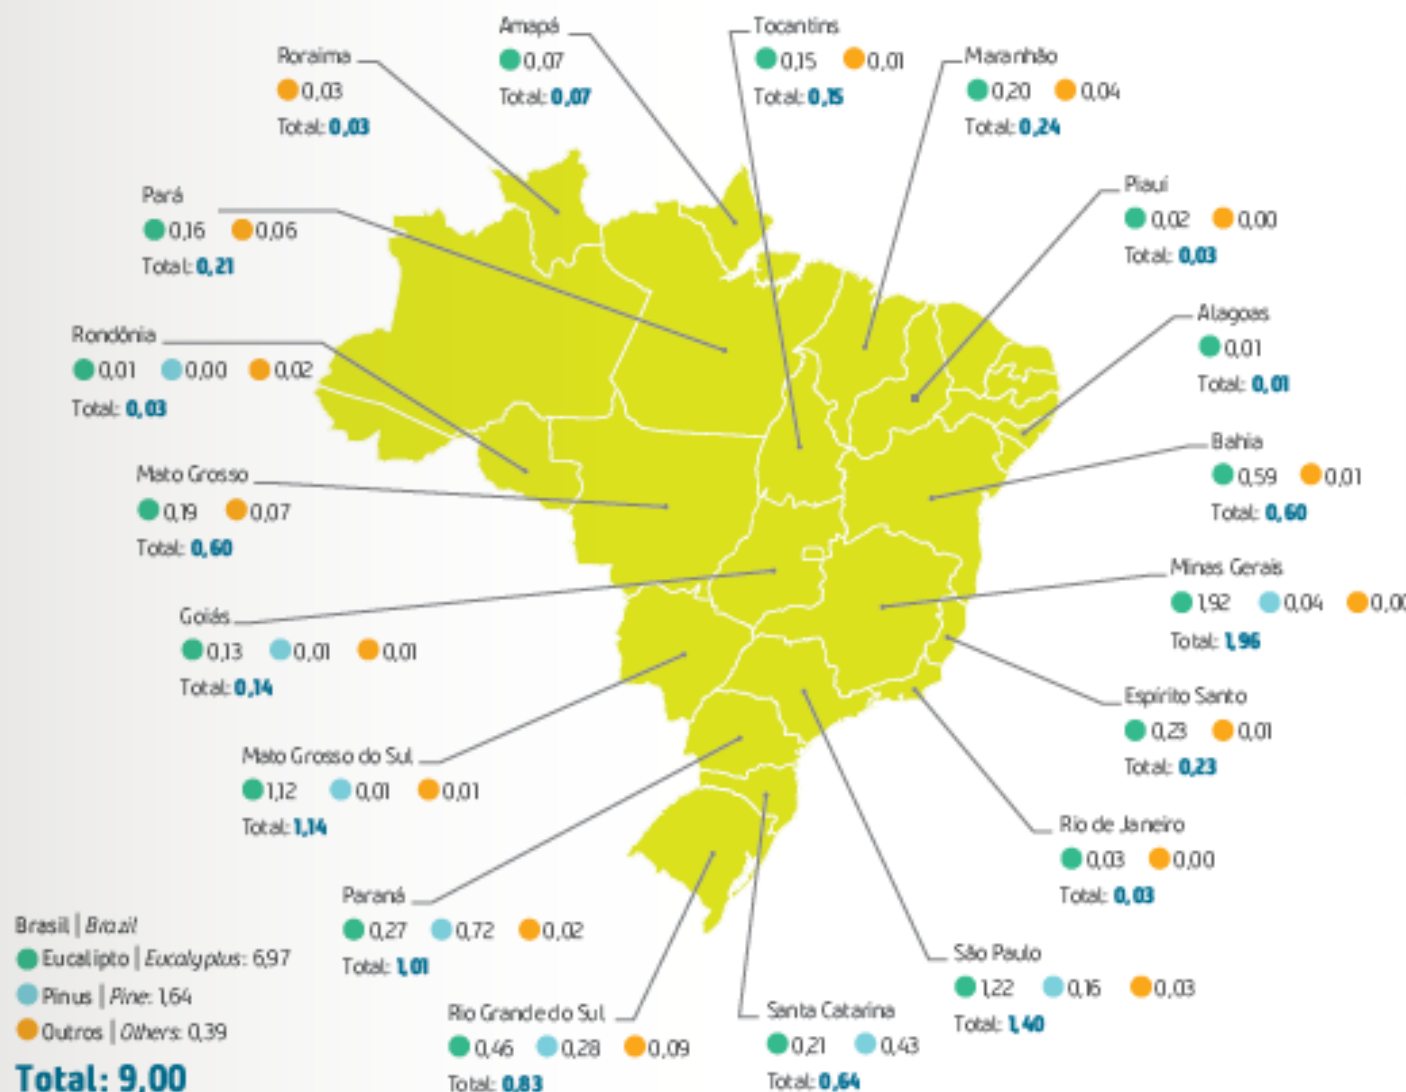 Amapá
0,07
Total: 0,07
Tocantins
0,15 0,01
Total: 0,15
Roraima
0,03
Total: 0,03
Maranhão
0,20 0,04
Total: 0,24
Pará
0,16 0,06
Total: 0,21
Piauí
0,02 0,00
Total: 0,03
Rondônia
0,01 0,00 0,02
Total: 0,03
Alagoas
0,01
Total: 0,01
Mato Grosso
0,19 0,07
Total: 0,60
Bahia
0,59 0,01
Total: 0,60
Goiás
0,13 0,01 0,01
Total: 0,14
Minas Gerais
1,92 0,04 0,00
Total: 1,96
Mato Grosso do Sul
1,12 0,01 0,01
Total: 1,14
Espírito Santo
0,23 0,01
Total: 0,23
Rio de Janeiro
0,03 0,00
Total: 0,03
Paraná
0,27 0,72 0,02
Total: 1,01
São Paulo
1,22 0,16 0,03
Total: 1,40
Rio Grande do Sul
0,46 0,28 0,09
Total: 0,83
Santa Catarina
0,21 0,43
Total: 0,64
Brasil | Brazil
Eucalipto | Eucalyptus: 6,97
Pinus | Pine: 1,64
Outros | Others: 0,39
Total: 9,00